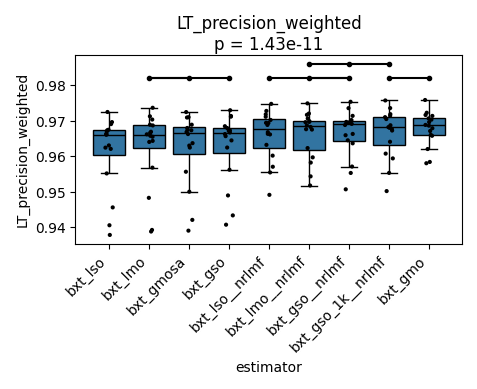 LT_precision_weighted
p = 1.43e-11
LT_precision_weighted
0.98
0.97
0.96
0.95
0.94
bxt_lso
bxt_lmo
bxt_gmosa
bxt_gso
bxt_lso__nrlmf
bxt_lmo__nrlmf
bxt_gso__nrlmf
bxt_gso_1k__nrlmf
bxt_gmo
estimator